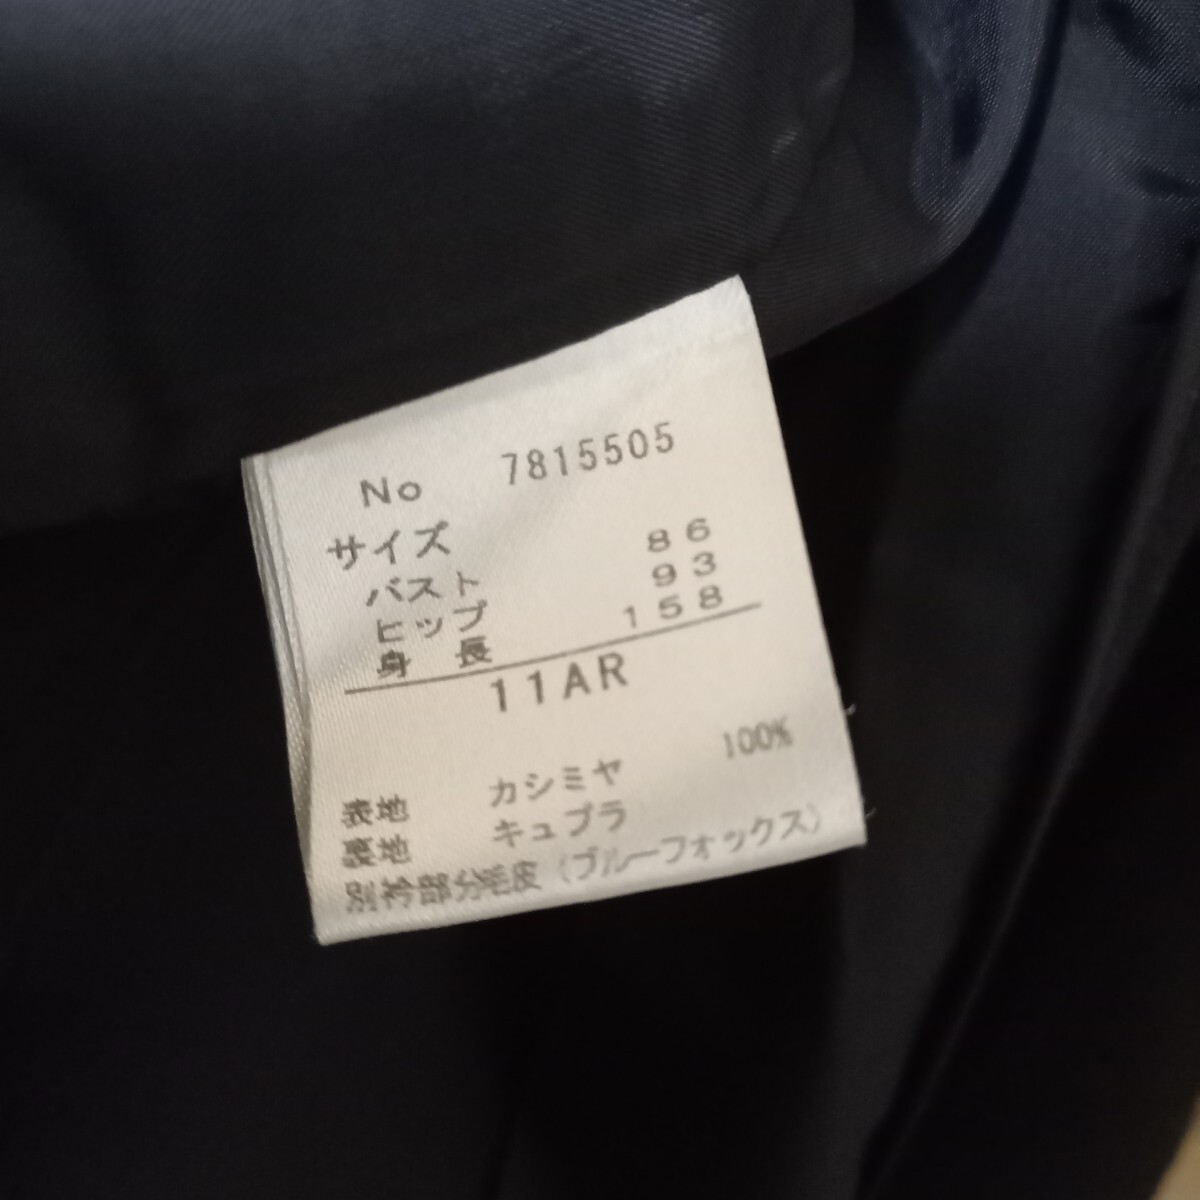 No 7815505
サイズ
バスト 86
ヒップ 93
身長 158
11AR
表地 カシミヤ 100%
裏地 キュプラ
別衿部分毛皮(ブルーフォックス)